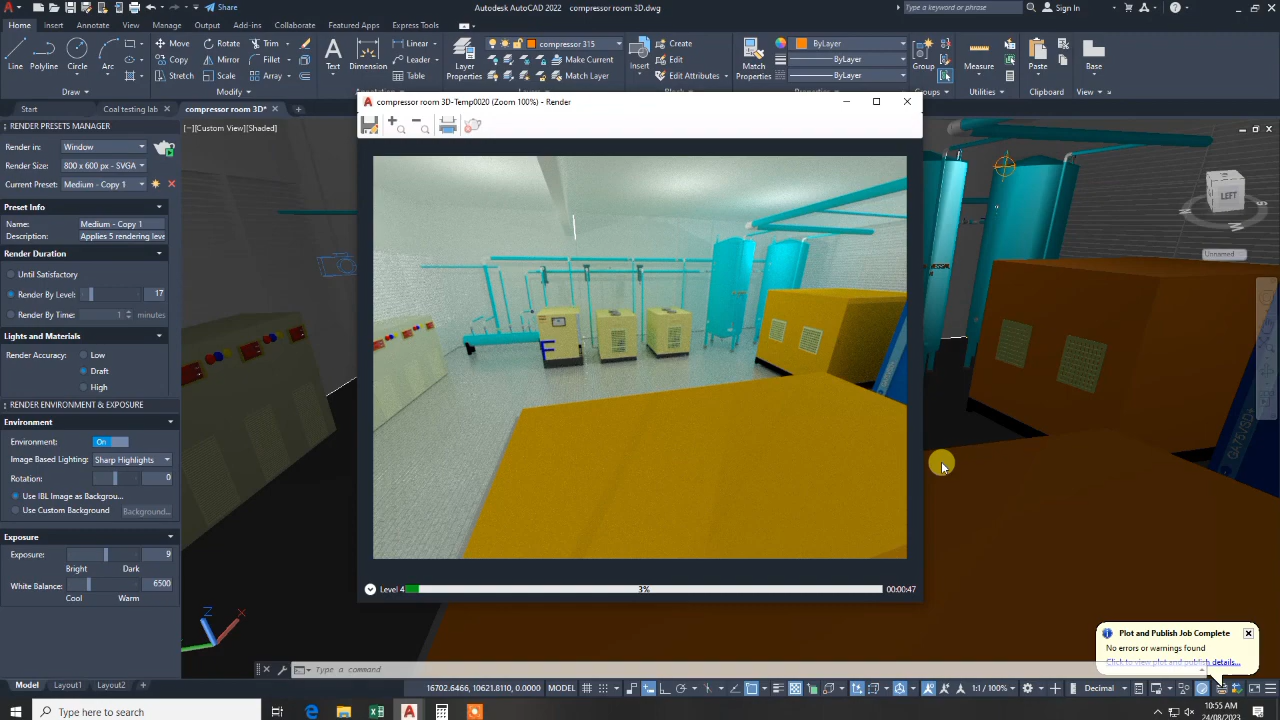 Share
Autodesk AutoCAD 2022 compressor room 3D.dwg
Type a keyword or phrase
Sign In
Home Insert Annotate View Manage Output Add-ins Collaborate Featured Apps Express Tools
Line Polyline Circle Arc
Move Rotate Trim
Copy Mirror Fillet
Stretch Scale Array
Text Dimension
Linear
Leader
Table
Layer Properties
compressor 315
Make Current
Match Layer
Insert
Create
Edit
Edit Attributes
Match Properties
ByLayer
ByLayer
ByLayer
Group
Measure
Paste
Base
Draw Modify Groups Utilities Clipboard View
Start Coal testing lab compressor room 3D*
RENDER PRESETS MANAGER
[−][Custom View][Shaded]
Render in: Window
Render Size: 800 x 600 px - SVGA
Current Preset: Medium - Copy 1
Preset Info
Name: Medium - Copy 1
Description: Applies 5 rendering leve
Render Duration
Until Satisfactory
Render By Level: 17
Render By Time: 1 minutes
Lights and Materials
Render Accuracy: Low
Draft
High
RENDER ENVIRONMENT & EXPOSURE
Environment
Environment: On
Image Based Lighting: Sharp Highlights
Rotation: 0
Use IBL Image as Backgrou...
Use Custom Background Background...
Exposure
Exposure: 9
Bright Dark
White Balance: 6500
Cool Warm
compressor room 3D-Temp0020 (Zoom 100%) - Render
Level 4 3% 00:00:47
LEFT
Unnamed
GA75VSD+
Z X
Plot and Publish Job Complete
No errors or warnings found
Click to view plot and publish details...
Type a command
Model Layout1 Layout2
16702.6466, 10621.8110, 0.0000 MODEL
1:1 / 100%
Decimal
Type here to search
10:55 AM
24/08/2023